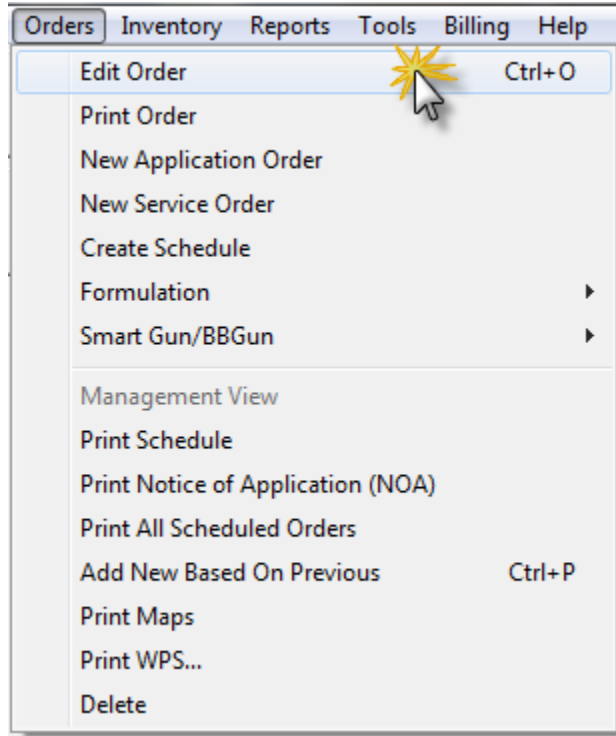 Orders Inventory Reports Tools Billing Help
Edit Order Ctrl+O
Print Order
New Application Order
New Service Order
Create Schedule
Formulation
Smart Gun/BBGun
Management View
Print Schedule
Print Notice of Application (NOA)
Print All Scheduled Orders
Add New Based On Previous Ctrl+P
Print Maps
Print WPS...
Delete